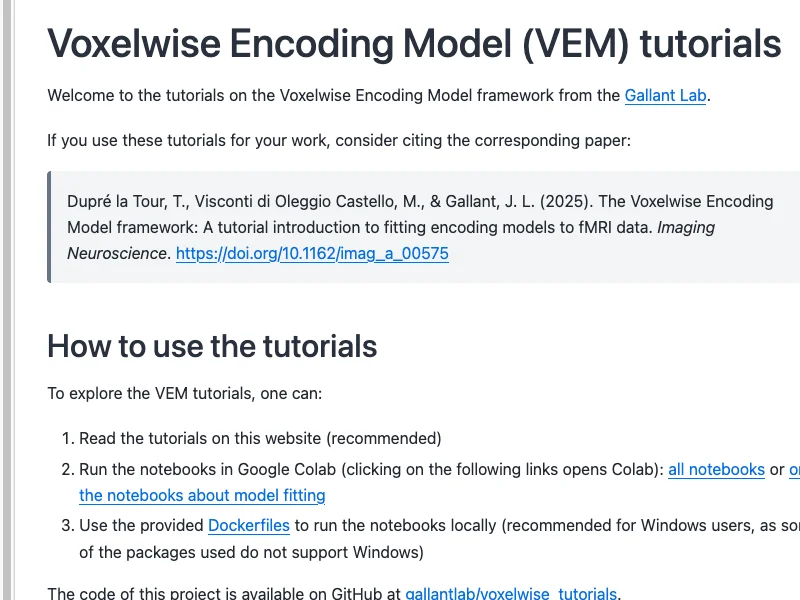 Voxelwise Encoding Model (VEM) tutorials
Welcome to the tutorials on the Voxelwise Encoding Model framework from the Gallant Lab.
If you use these tutorials for your work, consider citing the corresponding paper:
Dupré la Tour, T., Visconti di Oleggio Castello, M., & Gallant, J. L. (2025). The Voxelwise Encoding
Model framework: A tutorial introduction to fitting encoding models to fMRI data. Imaging
Neuroscience. https://doi.org/10.1162/imag_a_00575
How to use the tutorials
To explore the VEM tutorials, one can:
1. Read the tutorials on this website (recommended)
2. Run the notebooks in Google Colab (clicking on the following links opens Colab): all notebooks or
the notebooks about model fitting
3. Use the provided Dockerfiles to run the notebooks locally (recommended for Windows users, as
of the packages used do not support Windows)
The code of this project is available on GitHub at gallantlab/voxelwise_tutorials.